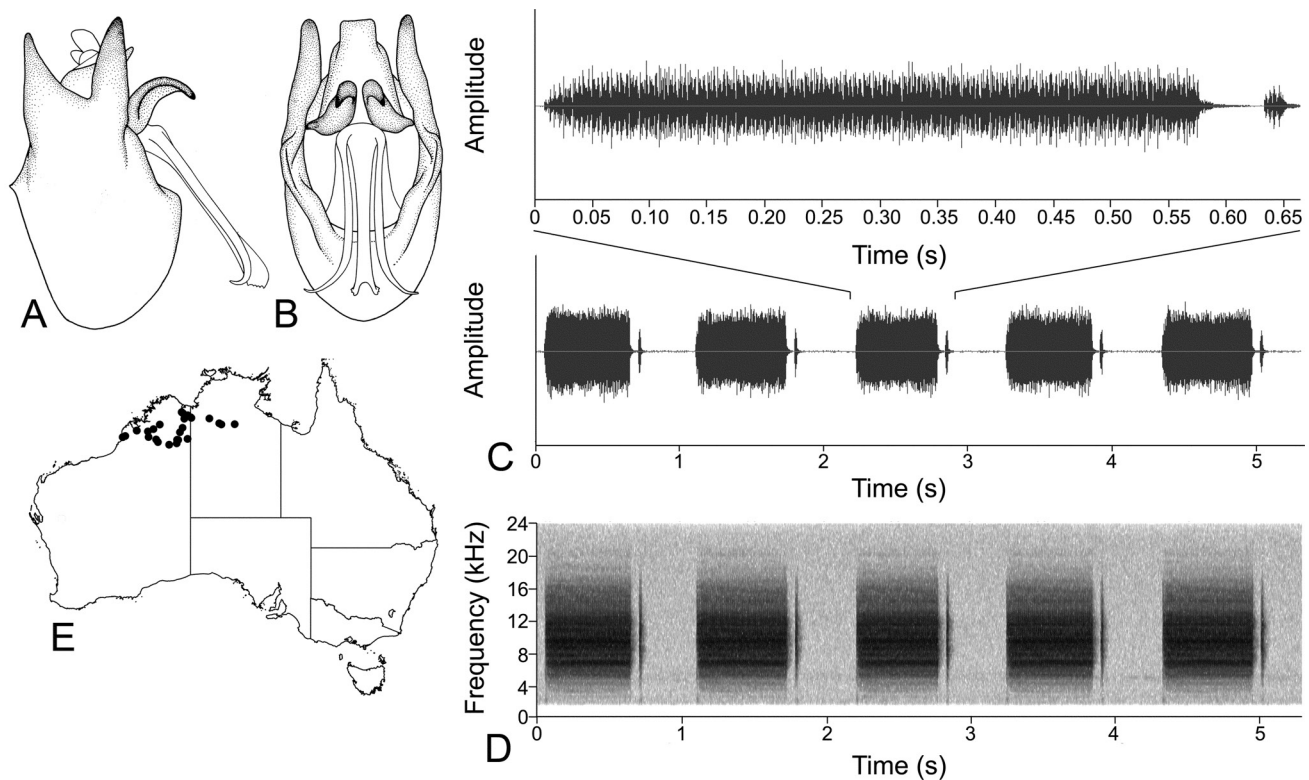 A
B
Amplitude
0 0.05 0.10 0.15 0.20 0.25 0.30 0.35 0.40 0.45 0.50 0.55 0.60 0.65
Time (s)
Amplitude
C
0 1 2 3 4 5
Time (s)
E
Frequency (kHz)
24
20
16
12
8
4
0
D
0 1 2 3 4 5
Time (s)